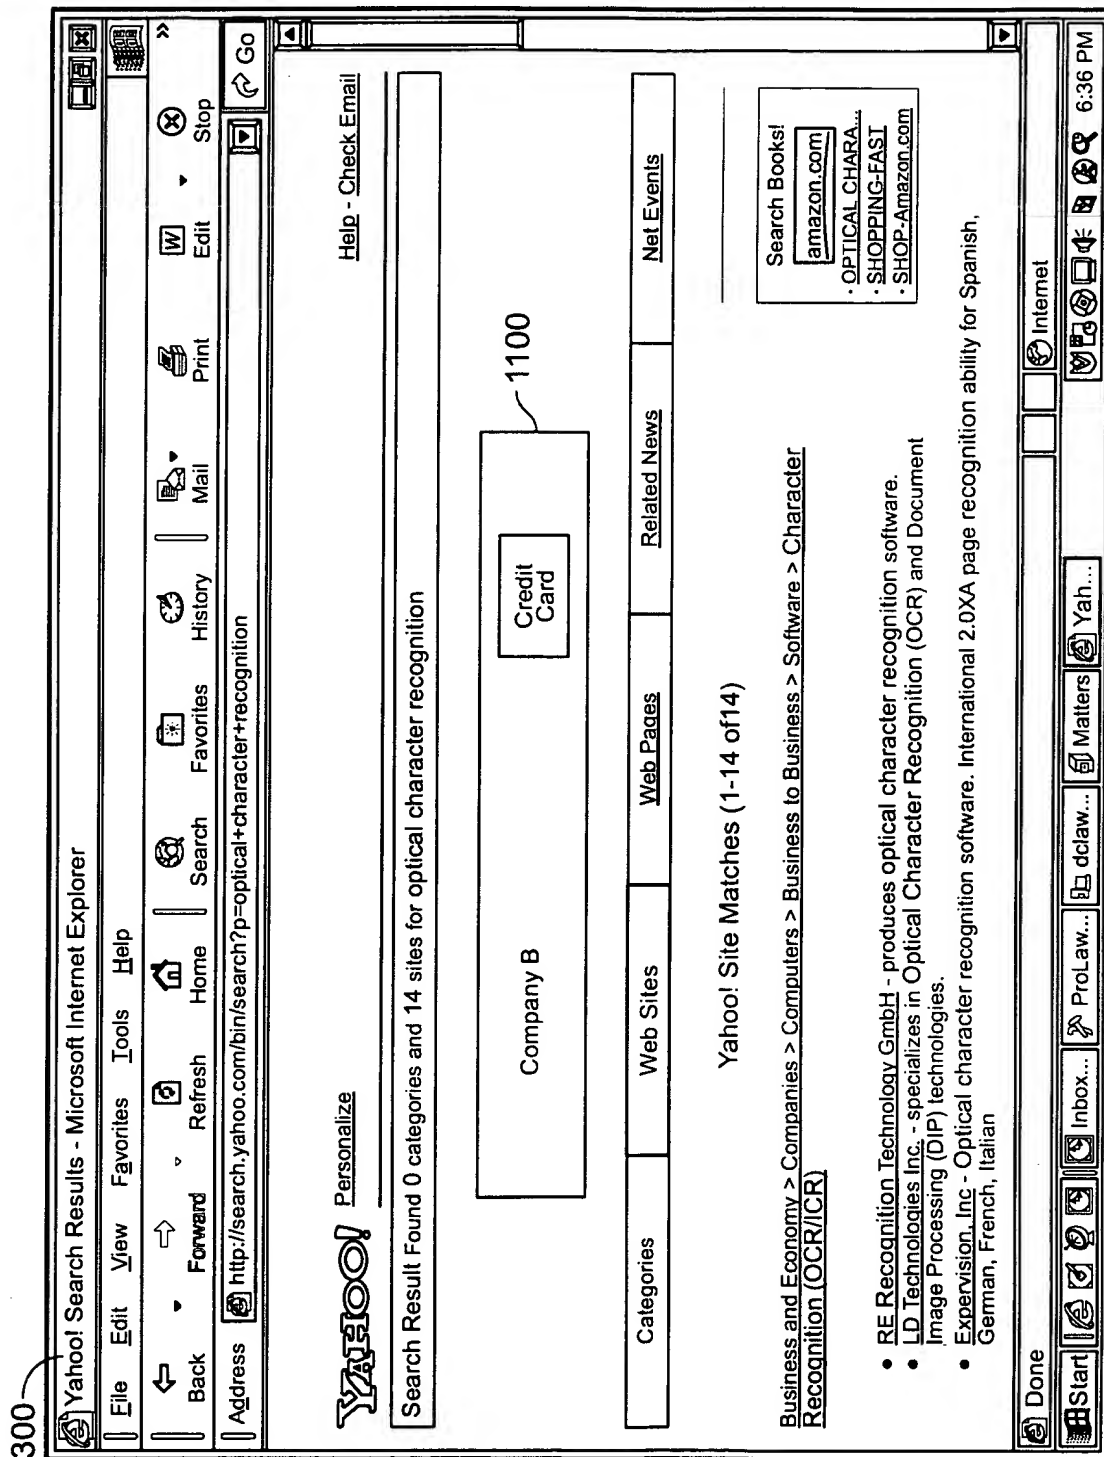 300
Yahoo! Search Results - Microsoft Internet Explorer
File Edit View Favorites Tools Help
Back Forward Refresh Home Search Favorites History Mail Print Edit Stop »
Address http://search.yahoo.com/bin/search?p=optical+character+recognition Go
YAHOO! Personalize Help - Check Email
Search Result Found 0 categories and 14 sites for optical character recognition
Company B
Credit
Card
1100
Categories Web Sites Web Pages Related News Net Events
Yahoo! Site Matches (1-14 of14)
Search Books!
amazon.com
· OPTICAL CHARA...
· SHOPPING-FAST
· SHOP-Amazon.com
Business and Economy > Companies > Computers > Business to Business > Software > Character
Recognition (OCR/ICR)
• RE Recognition Technology GmbH - produces optical character recognition software.
• LD Technologies Inc. - specializes in Optical Character Recognition (OCR) and Document
Image Processing (DIP) technologies.
• Expervision, Inc - Optical character recognition software. International 2.0XA page recognition ability for Spanish,
German, French, Italian
Done Internet
Start Inbox... ProLaw... dclaw... Matters Yah... 6:36 PM